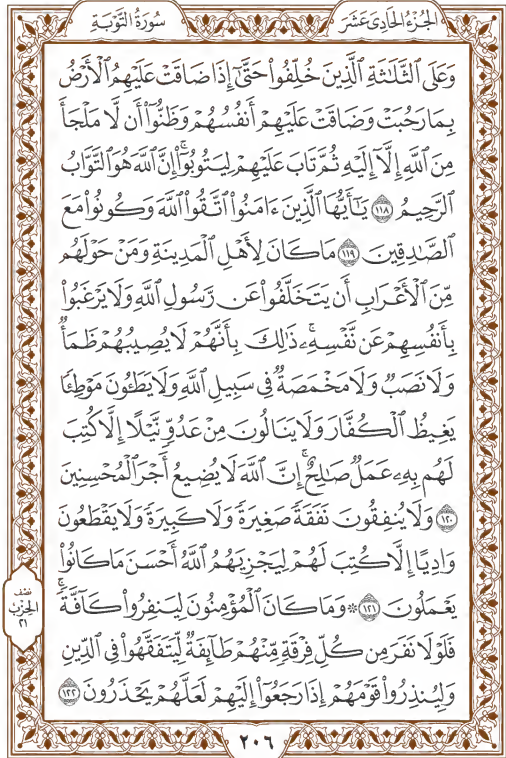 سُورَةُ التَّوْبَةِ
الجُزْءُ الحَادِي عَشَرَ
وَعَلَى ٱلثَّلَٰثَةِ ٱلَّذِينَ خُلِّفُوا۟ حَتَّىٰٓ إِذَا ضَاقَتْ عَلَيْهِمُ ٱلْأَرْضُ
بِمَا رَحُبَتْ وَضَاقَتْ عَلَيْهِمْ أَنفُسُهُمْ وَظَنُّوٓا۟ أَن لَّا مَلْجَأَ
مِنَ ٱللَّهِ إِلَّآ إِلَيْهِ ثُمَّ تَابَ عَلَيْهِمْ لِيَتُوبُوٓا۟ ۚ إِنَّ ٱللَّهَ هُوَ ٱلتَّوَّابُ
ٱلرَّحِيمُ ١١٨ يَٰٓأَيُّهَا ٱلَّذِينَ ءَامَنُوا۟ ٱتَّقُوا۟ ٱللَّهَ وَكُونُوا۟ مَعَ
ٱلصَّٰدِقِينَ ١١٩ مَا كَانَ لِأَهْلِ ٱلْمَدِينَةِ وَمَنْ حَوْلَهُم
مِّنَ ٱلْأَعْرَابِ أَن يَتَخَلَّفُوا۟ عَن رَّسُولِ ٱللَّهِ وَلَا يَرْغَبُوا۟
بِأَنفُسِهِمْ عَن نَّفْسِهِۦ ۚ ذَٰلِكَ بِأَنَّهُمْ لَا يُصِيبُهُمْ ظَمَأٌ
وَلَا نَصَبٌ وَلَا مَخْمَصَةٌ فِى سَبِيلِ ٱللَّهِ وَلَا يَطَـُٔونَ مَوْطِئًا
يَغِيظُ ٱلْكُفَّارَ وَلَا يَنَالُونَ مِنْ عَدُوٍّ نَّيْلًا إِلَّا كُتِبَ
لَهُم بِهِۦ عَمَلٌ صَٰلِحٌ ۚ إِنَّ ٱللَّهَ لَا يُضِيعُ أَجْرَ ٱلْمُحْسِنِينَ
١٢٠ وَلَا يُنفِقُونَ نَفَقَةً صَغِيرَةً وَلَا كَبِيرَةً وَلَا يَقْطَعُونَ
وَادِيًا إِلَّا كُتِبَ لَهُمْ لِيَجْزِيَهُمُ ٱللَّهُ أَحْسَنَ مَا كَانُوا۟
يَعْمَلُونَ ١٢١ ۞ وَمَا كَانَ ٱلْمُؤْمِنُونَ لِيَنفِرُوا۟ كَآفَّةً ۚ
فَلَوْلَا نَفَرَ مِن كُلِّ فِرْقَةٍ مِّنْهُمْ طَآئِفَةٌ لِّيَتَفَقَّهُوا۟ فِى ٱلدِّينِ
وَلِيُنذِرُوا۟ قَوْمَهُمْ إِذَا رَجَعُوٓا۟ إِلَيْهِمْ لَعَلَّهُمْ يَحْذَرُونَ ١٢٢
نصف
الحزب
٢١
٢٠٦